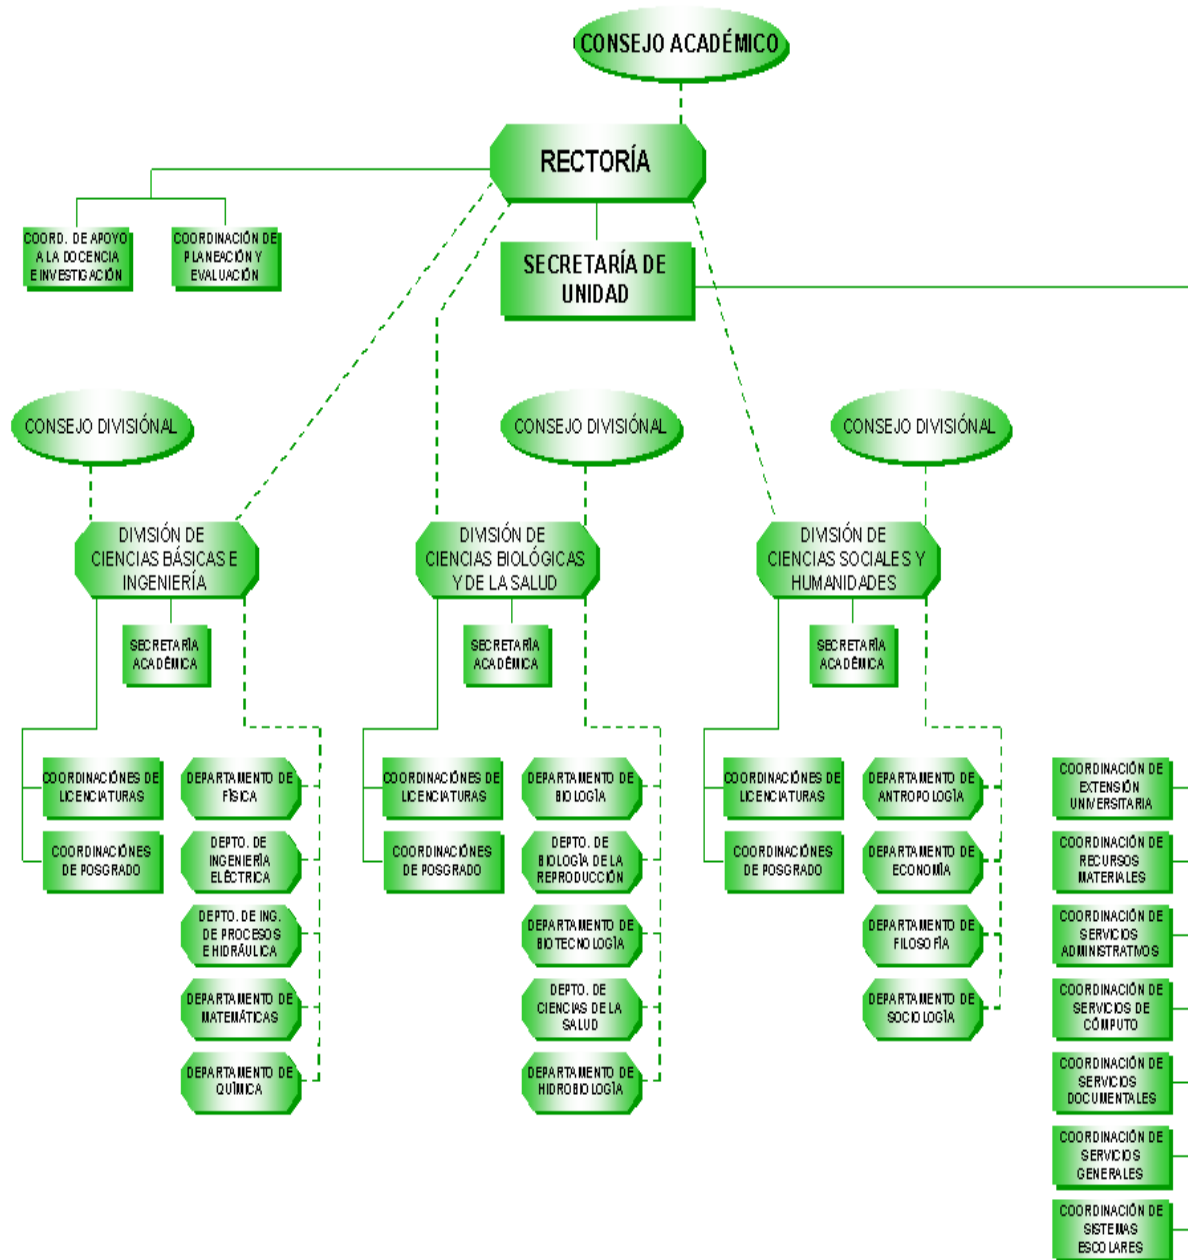 CONSEJO ACADÉMICO
RECTORÍA
COORD. DE APOYO
A LA DOCENCIA
E INVESTIGACIÓN
COORDINACIÓN DE
PLANEACIÓN Y
EVALUACIÓN
SECRETARÍA DE
UNIDAD
CONSEJO DIVISIÓNAL
CONSEJO DIVISIÓNAL
CONSEJO DIVISIÓNAL
DIVISIÓN DE
CIENCIAS BÁSICAS E
INGENIERÍA
DIVISIÓN DE
CIENCIAS BIOLÓGICAS
Y DE LA SALUD
DIVISIÓN DE
CIENCIAS SOCIALES Y
HUMANIDADES
SECRETARÍA
ACADÉMICA
SECRETARÍA
ACADÉMICA
SECRETARÍA
ACADÉMICA
COORDINACIÓNES DE
LICENCIATURAS
COORDINACIÓNES
DE POSGRADO
DEPARTAMENTO DE
FÍSICA
DEPTO. DE
INGENIERÍA
ELÉCTRICA
DEPTO. DE ING.
DE PROCESOS
E HIDRÁULICA
DEPARTAMENTO DE
MATEMÁTICAS
DEPARTAMENTO DE
QUÍMICA
COORDINACIÓNES DE
LICENCIATURAS
COORDINACIÓNES
DE POSGRADO
DEPARTAMENTO DE
BIOLOGÍA
DEPTO. DE
BIOLOGÍA DE LA
REPRODUCCIÓN
DEPARTAMENTO DE
BIOTECNOLOGÍA
DEPTO. DE
CIENCIAS DE LA
SALUD
DEPARTAMENTO DE
HIDROBIOLOGÍA
COORDINACIÓNES DE
LICENCIATURAS
COORDINACIÓNES
DE POSGRADO
DEPARTAMENTO DE
ANTROPOLOGÍA
DEPARTAMENTO DE
ECONOMÍA
DEPARTAMENTO DE
FILOSOFÍA
DEPARTAMENTO DE
SOCIOLOGÍA
COORDINACIÓN DE
EXTENSIÓN
UNIVERSITARIA
COORDINACIÓN DE
RECURSOS
MATERIALES
COORDINACIÓN DE
SERVICIOS
ADMINISTRATIVOS
COORDINACIÓN DE
SERVICIOS DE
CÓMPUTO
COORDINACIÓN DE
SERVICIOS
DOCUMENTALES
COORDINACIÓN DE
SERVICIOS
GENERALES
COORDINACIÓN DE
SISTEMAS
ESCOLARES